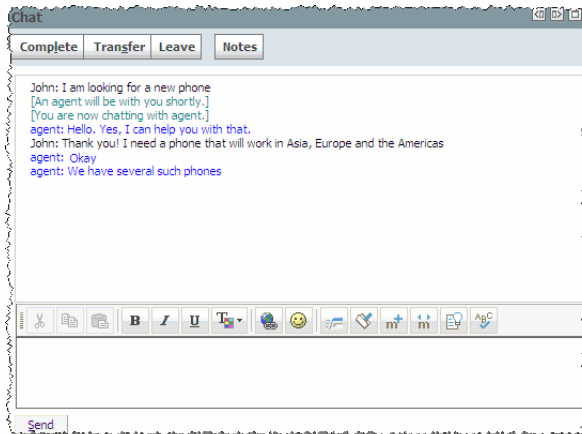 Chat
Complete Transfer Leave Notes
John: I am looking for a new phone
[An agent will be with you shortly.]
[You are now chatting with agent.]
agent: Hello. Yes, I can help you with that.
John: Thank you! I need a phone that will work in Asia, Europe and the Americas
agent: Okay
agent: We have several such phones
B I U T m m ABC
Send